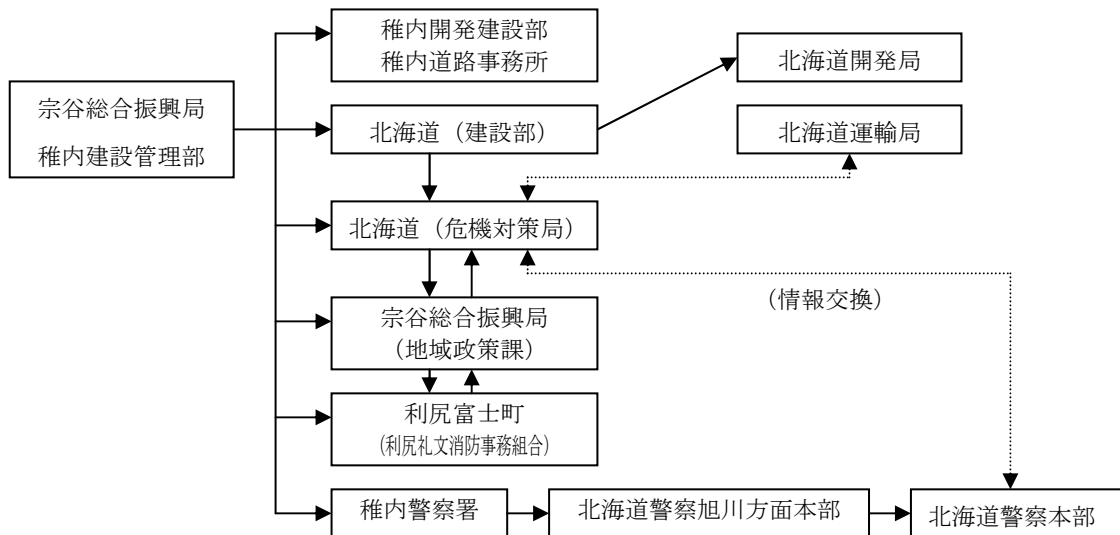 稚内開発建設部
稚内道路事務所
北海道開発局
宗谷総合振興局
稚内建設管理部
北海道（建設部）
北海道運輸局
北海道（危機対策局）
（情報交換）
宗谷総合振興局
（地域政策課）
利尻富士町
（利尻礼文消防事務組合）
稚内警察署
北海道警察旭川方面本部
北海道警察本部